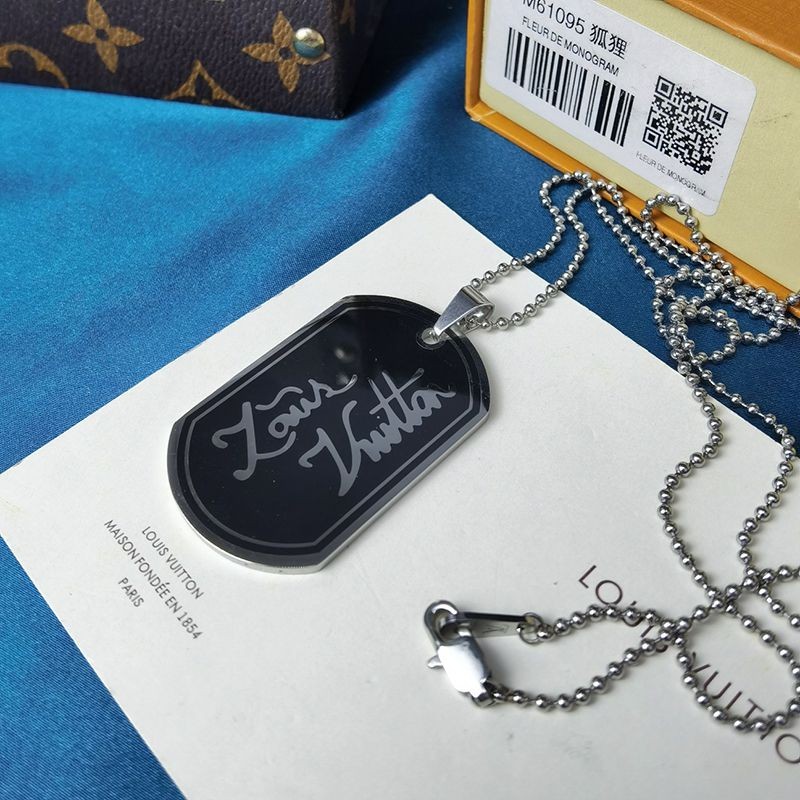 M61095 狐狸
FLEUR DE MONOGRAM
FLEUR DE MONOGRAM
Louis
Vuitton
LOUIS VUITTON
MAISON FONDÉE EN 1854
PARIS
LOUIS VUITTO